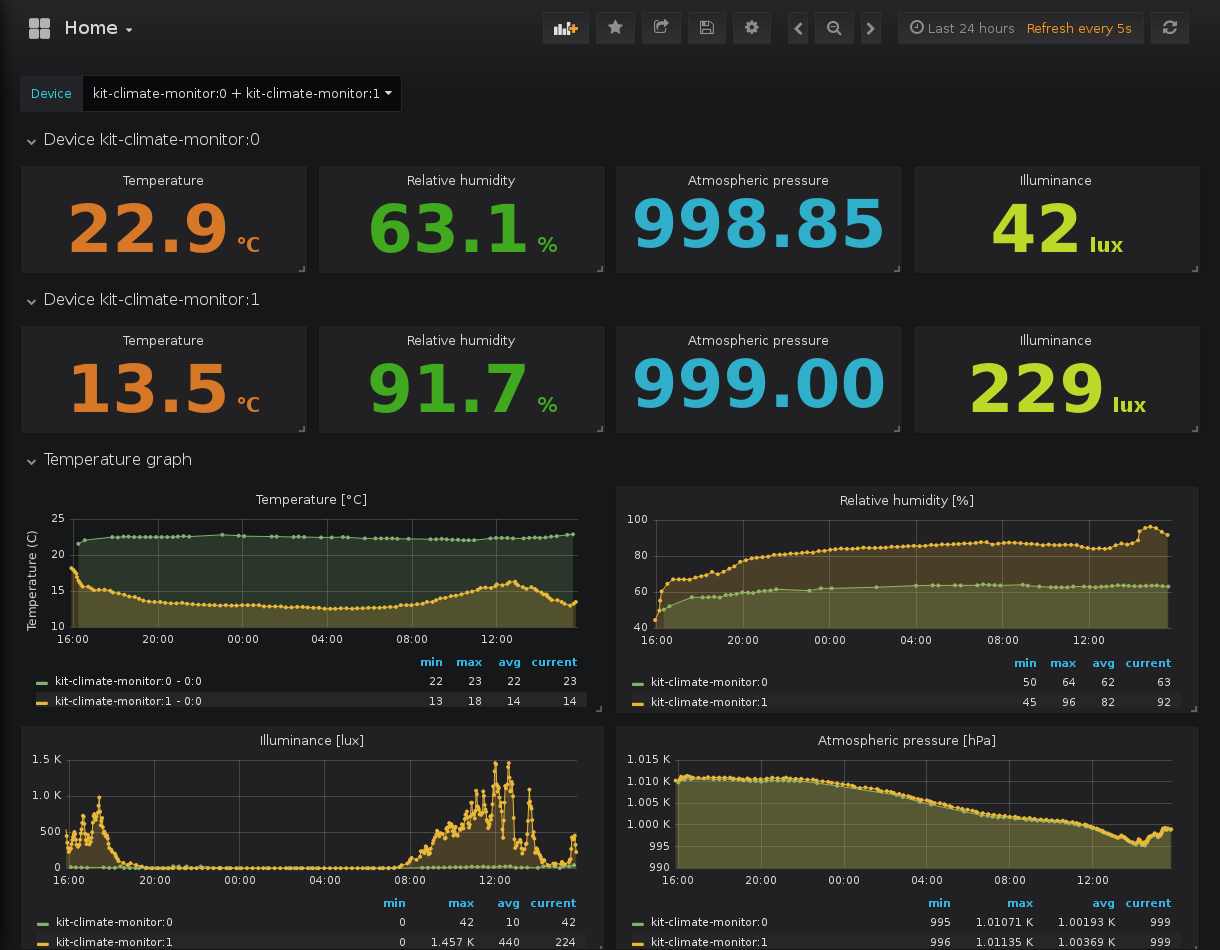 Home
Last 24 hours Refresh every 5s
Device kit-climate-monitor:0 + kit-climate-monitor:1
Device kit-climate-monitor:0
Temperature
22.9 °C
Relative humidity
63.1 %
Atmospheric pressure
998.85
Illuminance
42 lux
Device kit-climate-monitor:1
Temperature
13.5 °C
Relative humidity
91.7 %
Atmospheric pressure
999.00
Illuminance
229 lux
Temperature graph
Temperature [°C]
Temperature (C)
25
20
15
10
16:00 20:00 00:00 04:00 08:00 12:00
min max avg current
kit-climate-monitor:0 - 0:0 22 23 22 23
kit-climate-monitor:1 - 0:0 13 18 14 14
Relative humidity [%]
100
80
60
40
16:00 20:00 00:00 04:00 08:00 12:00
min max avg current
kit-climate-monitor:0 50 64 62 63
kit-climate-monitor:1 45 96 82 92
Illuminance [lux]
1.5 K
1.0 K
500
0
16:00 20:00 00:00 04:00 08:00 12:00
min max avg current
kit-climate-monitor:0 0 42 10 42
kit-climate-monitor:1 0 1.457 K 440 224
Atmospheric pressure [hPa]
1.015 K
1.010 K
1.005 K
1.000 K
995
990
16:00 20:00 00:00 04:00 08:00 12:00
min max avg current
kit-climate-monitor:0 995 1.01071 K 1.00193 K 999
kit-climate-monitor:1 996 1.01135 K 1.00369 K 999